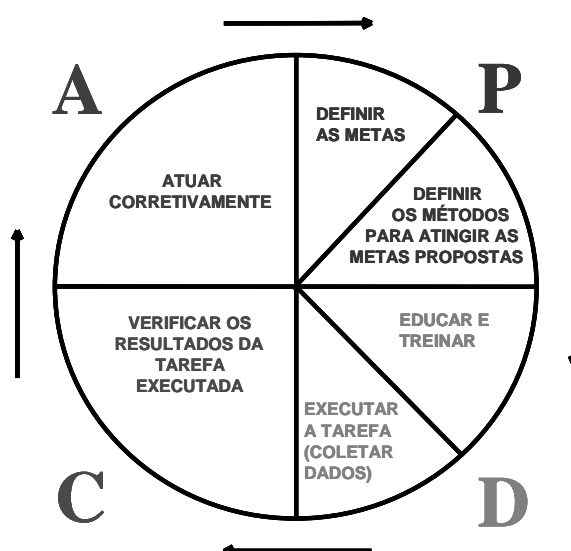 A
P
DEFINIR
AS METAS
DEFINIR
OS MÉTODOS
PARA ATINGIR AS
METAS PROPOSTAS
ATUAR
CORRETIVAMENTE
VERIFICAR OS
RESULTADOS DA
TAREFA
EXECUTADA
EDUCAR E
TREINAR
EXECUTAR
A TAREFA
(COLETAR
DADOS)
C
D